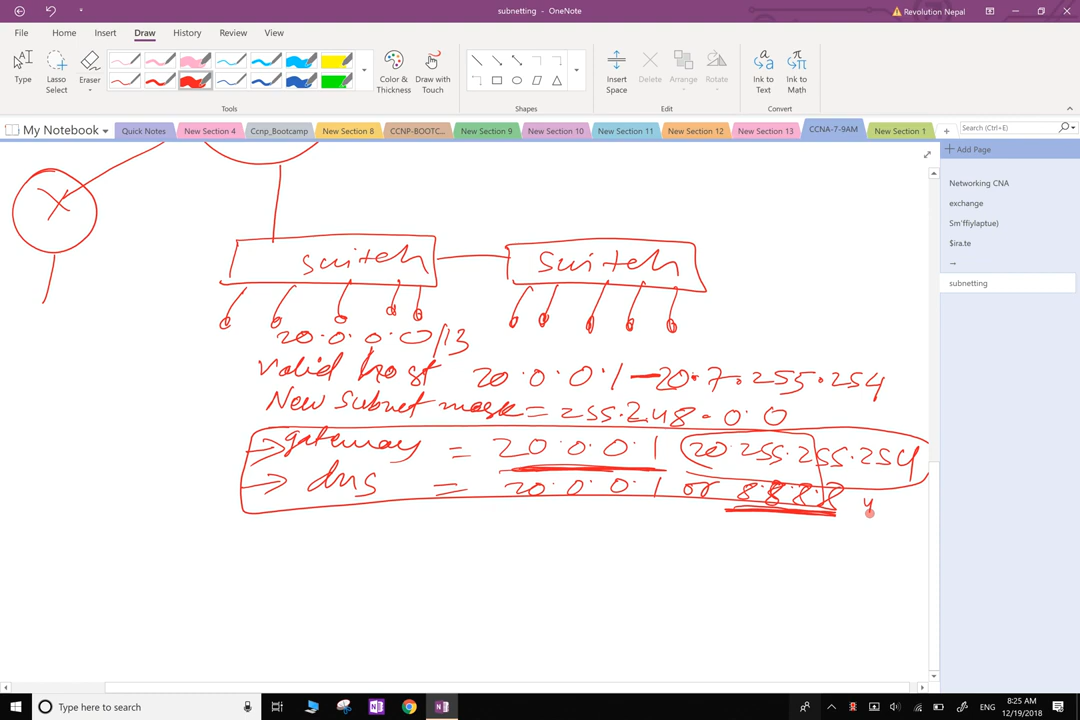 subnetting - OneNote
Revolution Nepal
File Home Insert Draw History Review View
Type
Lasso Select
Eraser
Color & Thickness
Draw with Touch
Insert Space
Delete
Arrange
Rotate
Ink to Text
Ink to Math
Tools
Shapes
Edit
Convert
My Notebook
Quick Notes
New Section 4
Ccnp_Bootcamp
New Section 8
CCNP-BOOTC...
New Section 9
New Section 10
New Section 11
New Section 12
New Section 13
CCNA-7-9AM
New Section 1
Search (Ctrl+E)
Add Page
Networking CNA
exchange
Sm'ffiylaptue)
$ira.te
subnetting
switch switch
20.0.0.0/13
Valid host 20.0.0.1-20.7.255.254
New Subnet mask = 255.248.0.0
→gateway = 20.0.0.1 20.255.255.254
→ dns = 20.0.0.1 or 8.8.8.8 4
Type here to search
ENG
8:25 AM
12/19/2018